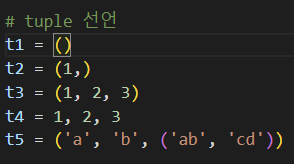 # tuple 선언
t1 = ()
t2 = (1,)
t3 = (1, 2, 3)
t4 = 1, 2, 3
t5 = ('a', 'b', ('ab', 'cd'))